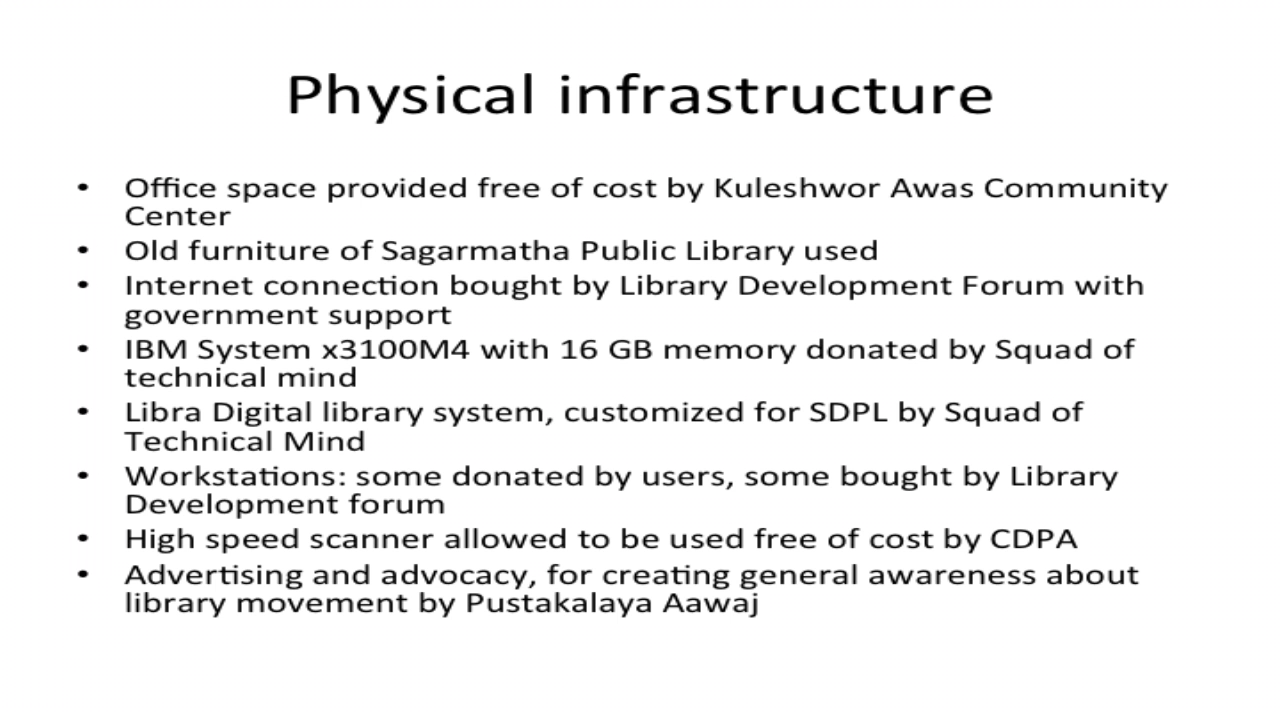 Physical infrastructure
• Office space provided free of cost by Kuleshwor Awas Community
Center
• Old furniture of Sagarmatha Public Library used
• Internet connection bought by Library Development Forum with
government support
• IBM System x3100M4 with 16 GB memory donated by Squad of
technical mind
• Libra Digital library system, customized for SDPL by Squad of
Technical Mind
• Workstations: some donated by users, some bought by Library
Development forum
• High speed scanner allowed to be used free of cost by CDPA
• Advertising and advocacy, for creating general awareness about
library movement by Pustakalaya Aawaj